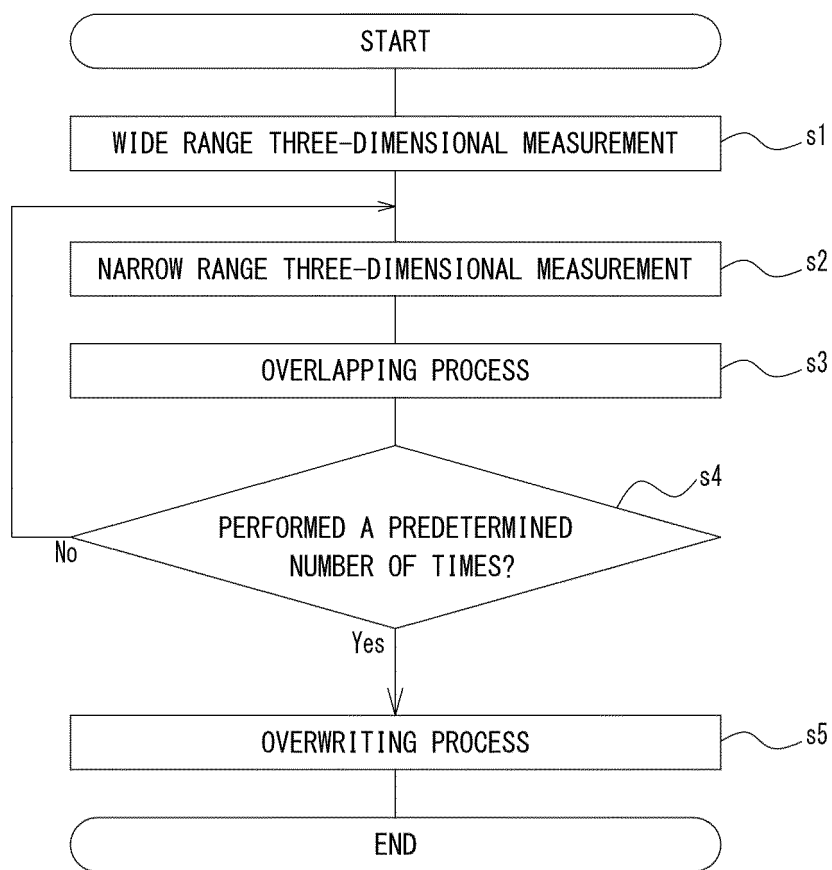 START
WIDE RANGE THREE-DIMENSIONAL MEASUREMENT
s1
NARROW RANGE THREE-DIMENSIONAL MEASUREMENT
s2
OVERLAPPING PROCESS
s3
s4
PERFORMED A PREDETERMINED
NUMBER OF TIMES?
No
Yes
OVERWRITING PROCESS
s5
END